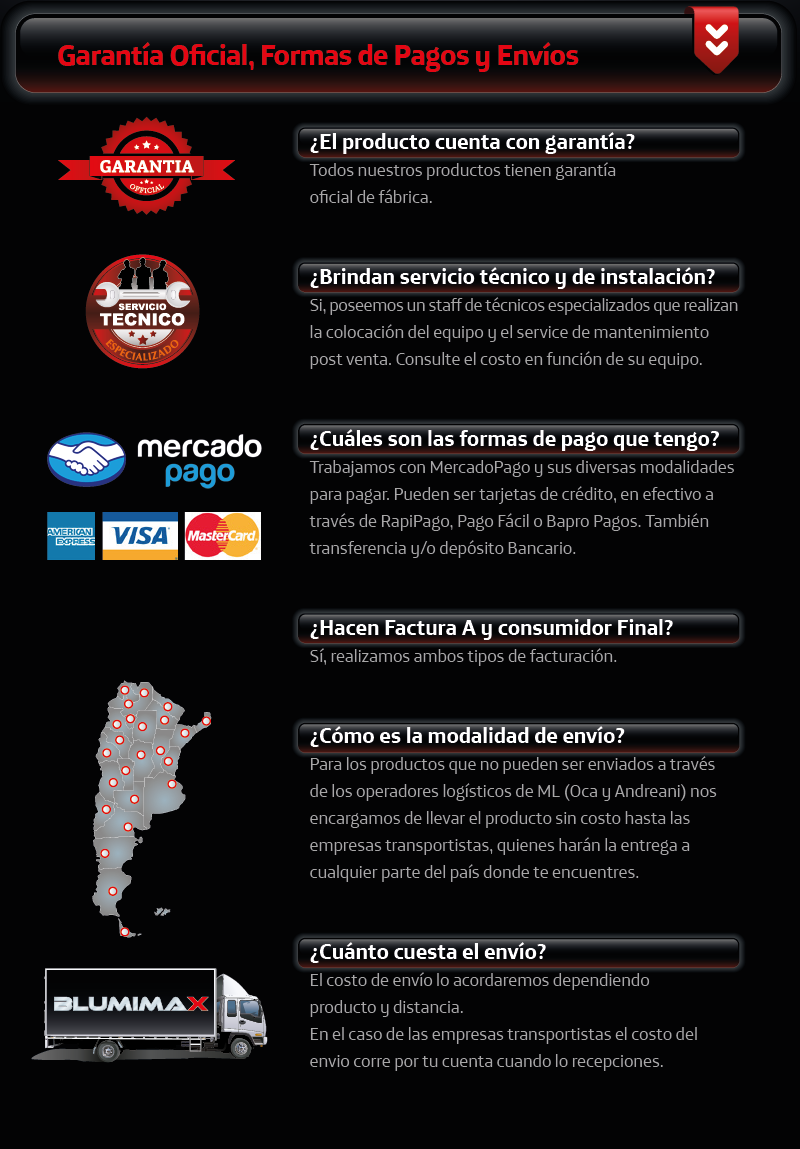 Garantía Oficial, Formas de Pagos y Envíos
GARANTIA
OFFICIAL
¿El producto cuenta con garantía?
Todos nuestros productos tienen garantía
oficial de fábrica.
SERVICIO
TECNICO
ESPECIALIZADO
¿Brindan servicio técnico y de instalación?
Si, poseemos un staff de técnicos especializados que realizan
la colocación del equipo y el service de mantenimiento
post venta. Consulte el costo en función de su equipo.
mercado
pago
AMERICAN
EXPRESS
VISA
MasterCard
¿Cuáles son las formas de pago que tengo?
Trabajamos con MercadoPago y sus diversas modalidades
para pagar. Pueden ser tarjetas de crédito, en efectivo a
través de RapiPago, Pago Fácil o Bapro Pagos. También
transferencia y/o depósito Bancario.
¿Hacen Factura A y consumidor Final?
Sí, realizamos ambos tipos de facturación.
¿Cómo es la modalidad de envío?
Para los productos que no pueden ser enviados a través
de los operadores logísticos de ML (Oca y Andreani) nos
encargamos de llevar el producto sin costo hasta las
empresas transportistas, quienes harán la entrega a
cualquier parte del país donde te encuentres.
BLUMIMAX
¿Cuánto cuesta el envío?
El costo de envío lo acordaremos dependiendo
producto y distancia.
En el caso de las empresas transportistas el costo del
envio corre por tu cuenta cuando lo recepciones.